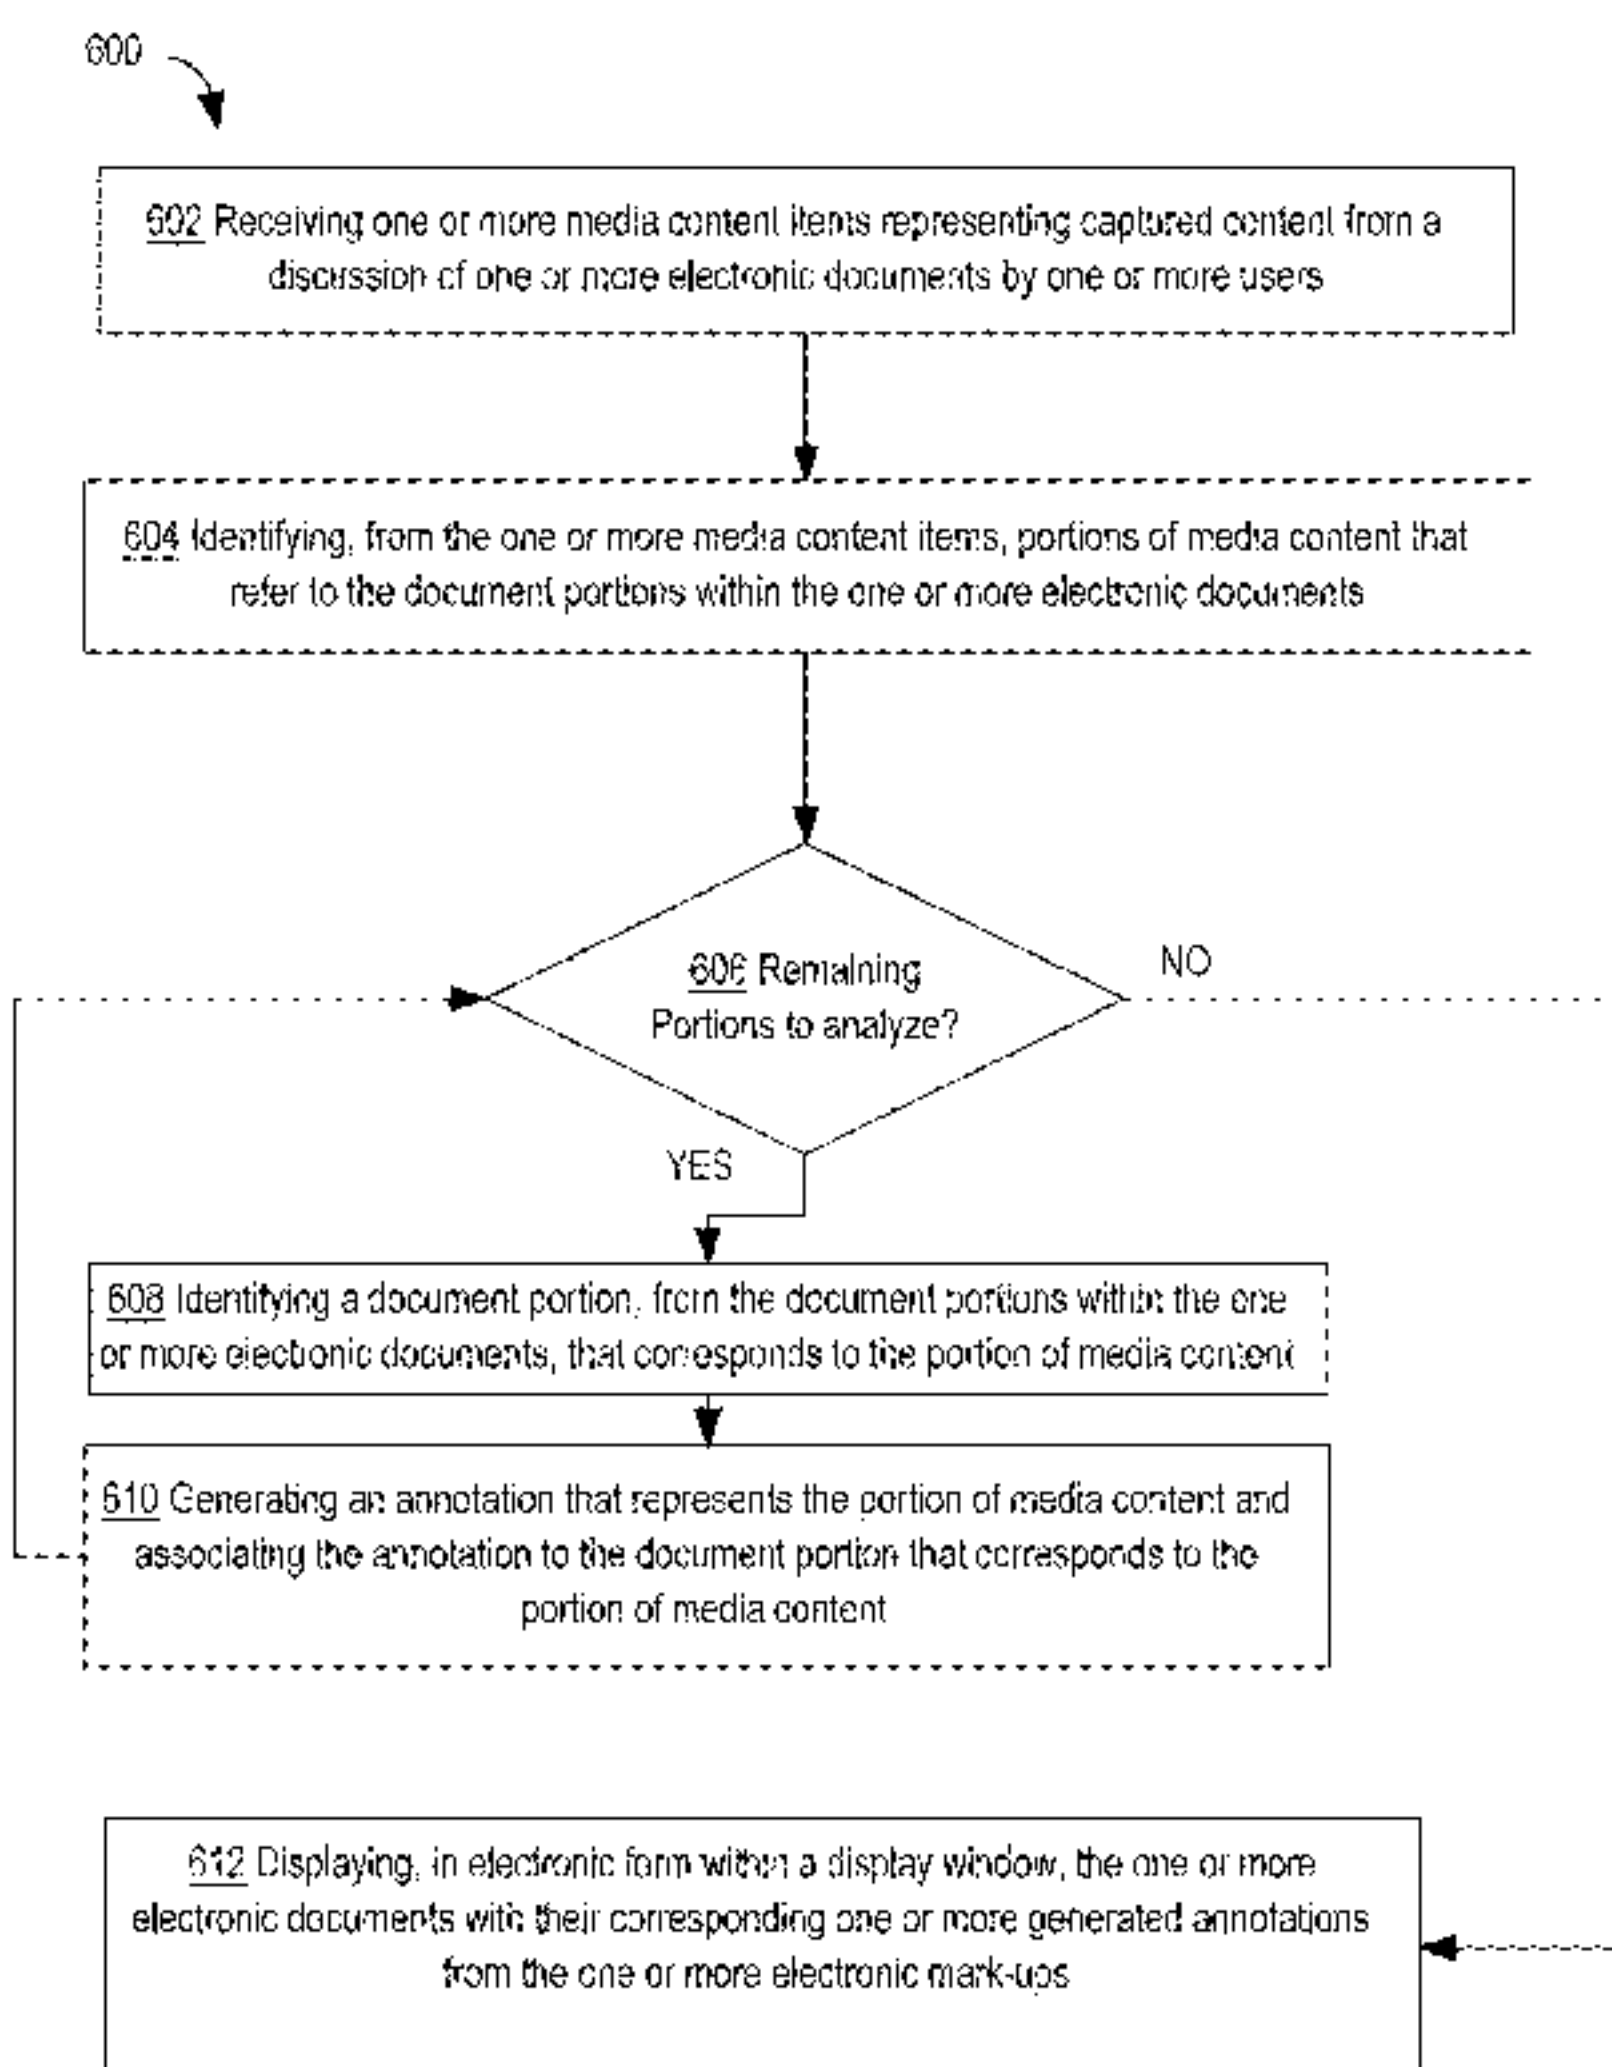 600
602 Receiving one or more media content items representing captured content from a
discussion of one or more electronic documents by one or more users
604 Identifying, from the one or more media content items, portions of media content that
refer to the document portions within the one or more electronic documents
606 Remaining
Portions to analyze?
NO
YES
608 Identifying a document portion, from the document portions within the one
or more electronic documents, that corresponds to the portion of media content
610 Generating an annotation that represents the portion of media content and
associating the annotation to the document portion that corresponds to the
portion of media content
612 Displaying, in electronic form within a display window, the one or more
electronic documents with their corresponding one or more generated annotations
from the one or more electronic mark-ups